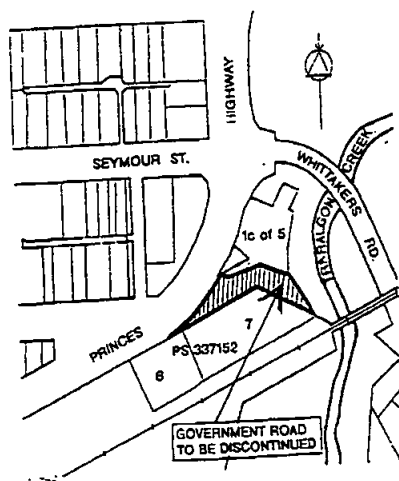 HIGHWAY
SEYMOUR ST.
WHITTAKERS RD.
TRARALGON CREEK
1c of 5
PRINCES
7
PS 337152
6
GOVERNMENT ROAD
TO BE DISCONTINUED